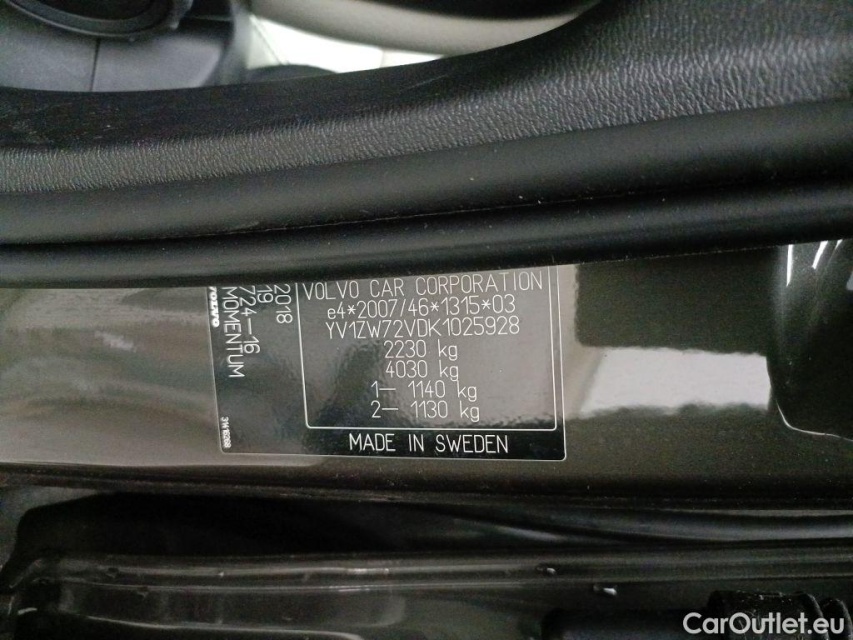 VOLVO CAR CORPORATION
e4*2007/46*1315*03
YV1ZW72VDK1025928
2230 kg
4030 kg
1– 1140 kg
2– 1130 kg
MADE IN SWEDEN
2018
719
724–16
MOMENTUM
VOLVO
CarOutlet.eu